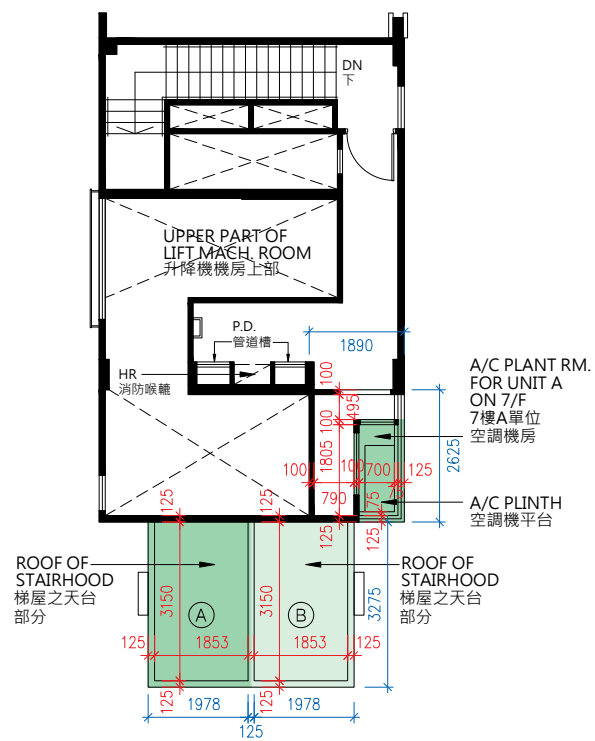 DN
下
UPPER PART OF
LIFT MACH. ROOM
升降機機房上部
P.D.
管道槽
1890
HR
消防喉轆
100
A/C PLANT RM.
FOR UNIT A
ON 7/F
7樓A單位
空調機房
495
100
1805
2625
100
100
700
125
790
75
75
A/C PLINTH
空調機平台
125
125
125
125
ROOF OF
STAIRHOOD
梯屋之天台
部分
ROOF OF
STAIRHOOD
梯屋之天台
部分
3150
3150
3275
A
B
125
1853
1853
125
125
125
1978
1978
125